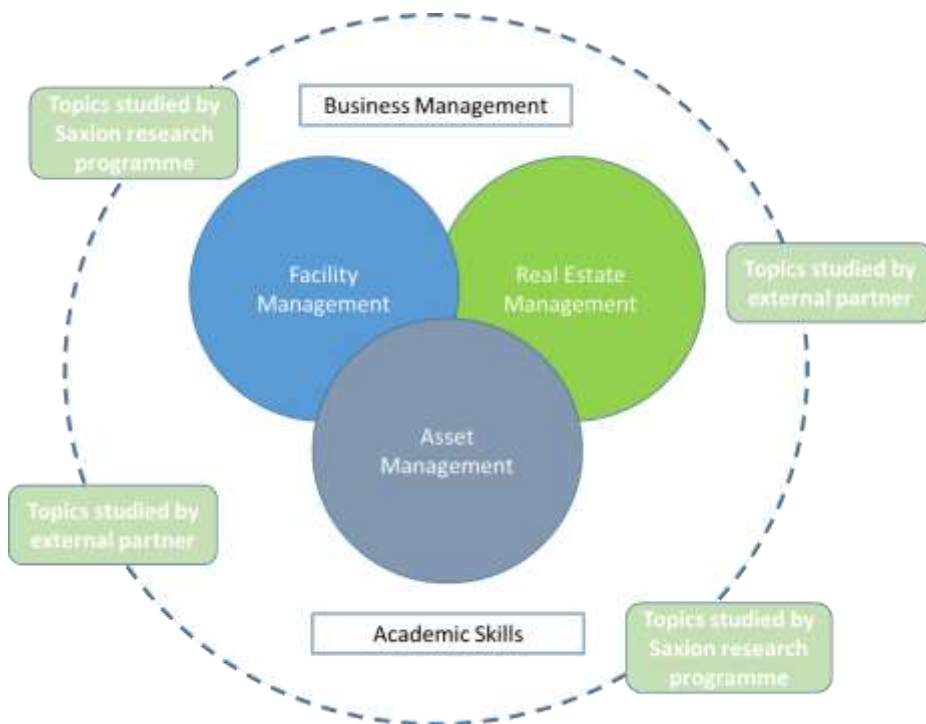 Topics studied by
Saxion research
programme
Business Management
Facility
Management
Real Estate
Management
Topics studied by
external partner
Asset
Management
Topics studied by
external partner
Academic Skills
Topics studied by
Saxion research
programme